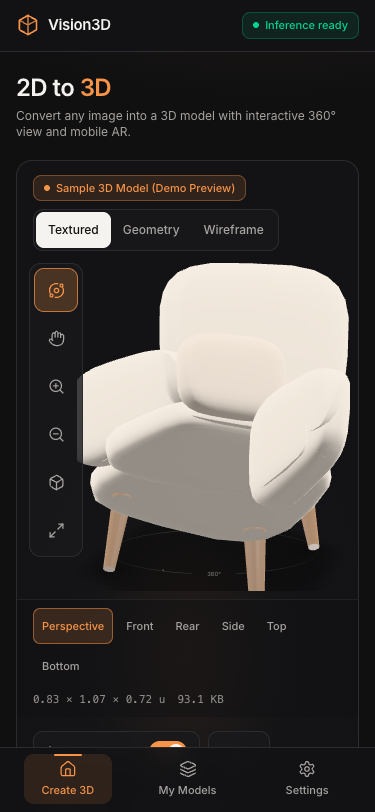 Vision3D
Inference ready
2D to 3D
Convert any image into a 3D model with interactive 360°
view and mobile AR.
Sample 3D Model (Demo Preview)
Textured Geometry Wireframe
360°
Perspective Front Rear Side Top
Bottom
0.83 × 1.07 × 0.72 u 93.1 KB
Create 3D My Models Settings